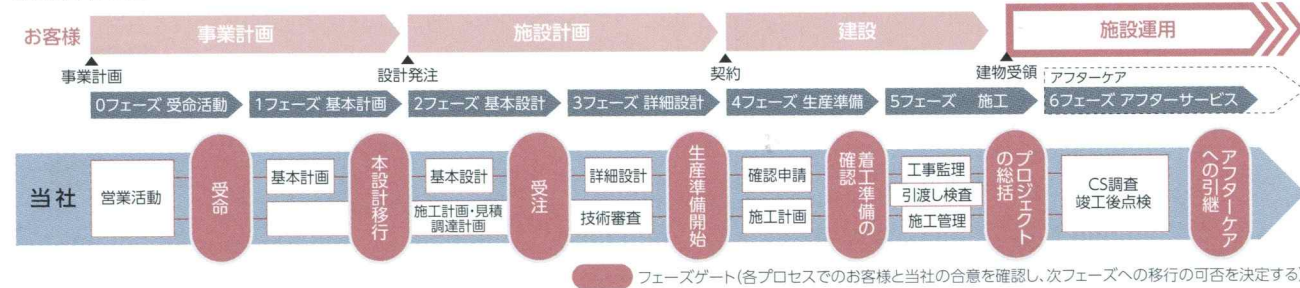 お客様
事業計画
施設計画
建設
施設運用
事業計画
設計発注
契約
建物受領
アフターケア
0フェーズ 受命活動
1フェーズ 基本計画
2フェーズ 基本設計
3フェーズ 詳細設計
4フェーズ 生産準備
5フェーズ 施工
6フェーズ アフターサービス
当社
営業活動
受命
基本計画
本設計移行
基本設計
施工計画・見積
調達計画
受注
詳細設計
技術審査
生産準備開始
確認申請
施工計画
着工準備の
確認
工事監理
引渡し検査
施工管理
プロジェクト
の総括
CS調査
竣工後点検
アフターケア
への引継
フェーズゲート(各プロセスでのお客様と当社の合意を確認し、次フェーズへの移行の可否を決定する)